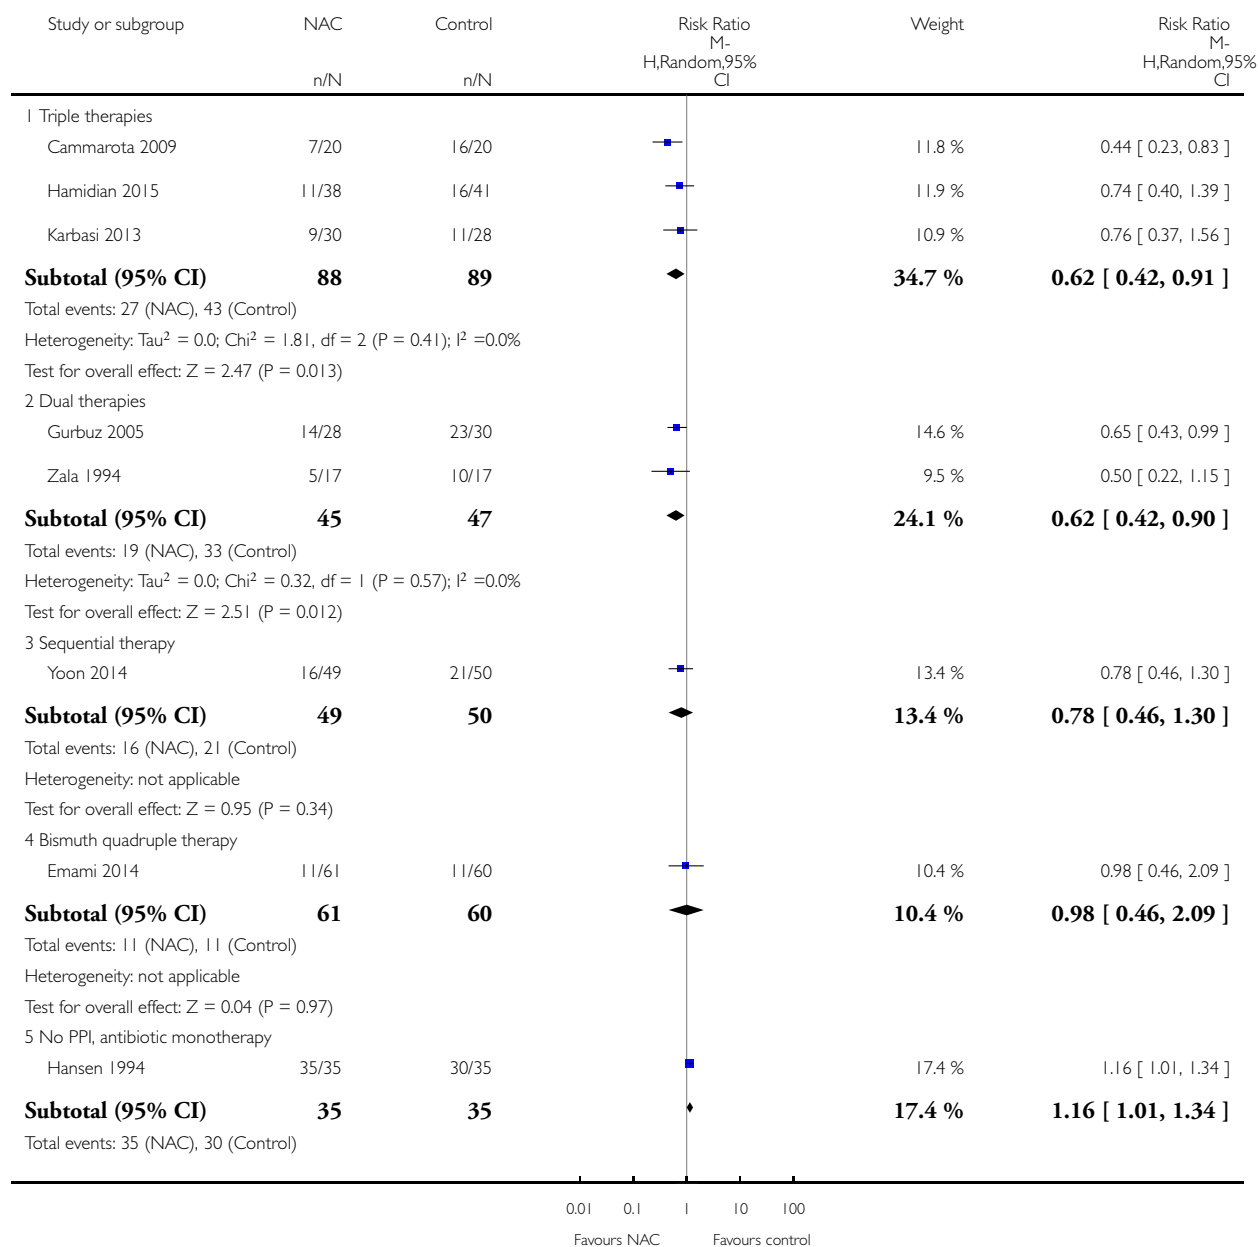 Study or subgroup NAC Control Risk Ratio Weight Risk Ratio
M- M-
H,Random,95% H,Random,95%
n/N n/N CI CI
1 Triple therapies
Cammarota 2009 7/20 16/20 11.8 % 0.44 [ 0.23, 0.83 ]
Hamidian 2015 11/38 16/41 11.9 % 0.74 [ 0.40, 1.39 ]
Karbasi 2013 9/30 11/28 10.9 % 0.76 [ 0.37, 1.56 ]
Subtotal (95% CI) 88 89 34.7 % 0.62 [ 0.42, 0.91 ]
Total events: 27 (NAC), 43 (Control)
Heterogeneity: Tau² = 0.0; Chi² = 1.81, df = 2 (P = 0.41); I² =0.0%
Test for overall effect: Z = 2.47 (P = 0.013)
2 Dual therapies
Gurbuz 2005 14/28 23/30 14.6 % 0.65 [ 0.43, 0.99 ]
Zala 1994 5/17 10/17 9.5 % 0.50 [ 0.22, 1.15 ]
Subtotal (95% CI) 45 47 24.1 % 0.62 [ 0.42, 0.90 ]
Total events: 19 (NAC), 33 (Control)
Heterogeneity: Tau² = 0.0; Chi² = 0.32, df = 1 (P = 0.57); I² =0.0%
Test for overall effect: Z = 2.51 (P = 0.012)
3 Sequential therapy
Yoon 2014 16/49 21/50 13.4 % 0.78 [ 0.46, 1.30 ]
Subtotal (95% CI) 49 50 13.4 % 0.78 [ 0.46, 1.30 ]
Total events: 16 (NAC), 21 (Control)
Heterogeneity: not applicable
Test for overall effect: Z = 0.95 (P = 0.34)
4 Bismuth quadruple therapy
Emami 2014 11/61 11/60 10.4 % 0.98 [ 0.46, 2.09 ]
Subtotal (95% CI) 61 60 10.4 % 0.98 [ 0.46, 2.09 ]
Total events: 11 (NAC), 11 (Control)
Heterogeneity: not applicable
Test for overall effect: Z = 0.04 (P = 0.97)
5 No PPI, antibiotic monotherapy
Hansen 1994 35/35 30/35 17.4 % 1.16 [ 1.01, 1.34 ]
Subtotal (95% CI) 35 35 17.4 % 1.16 [ 1.01, 1.34 ]
Total events: 35 (NAC), 30 (Control)
0.01 0.1 1 10 100
Favours NAC Favours control